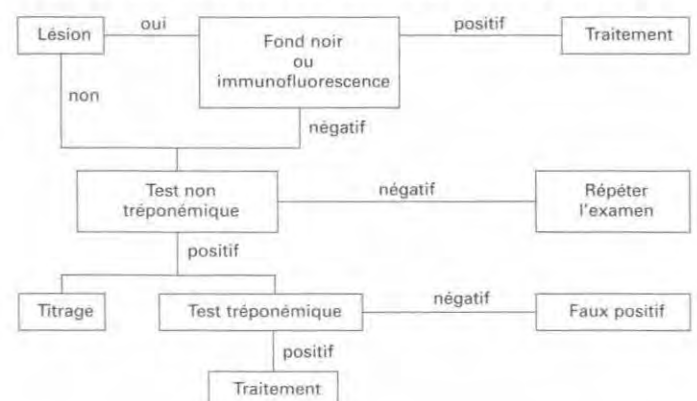 Lésion
oui
Fond noir
ou
immunofluorescence
positif
Traitement
non
négatif
Test non
tréponémique
négatif
Répéter
l'examen
positif
Titrage
Test tréponémique
négatif
Faux positif
positif
Traitement